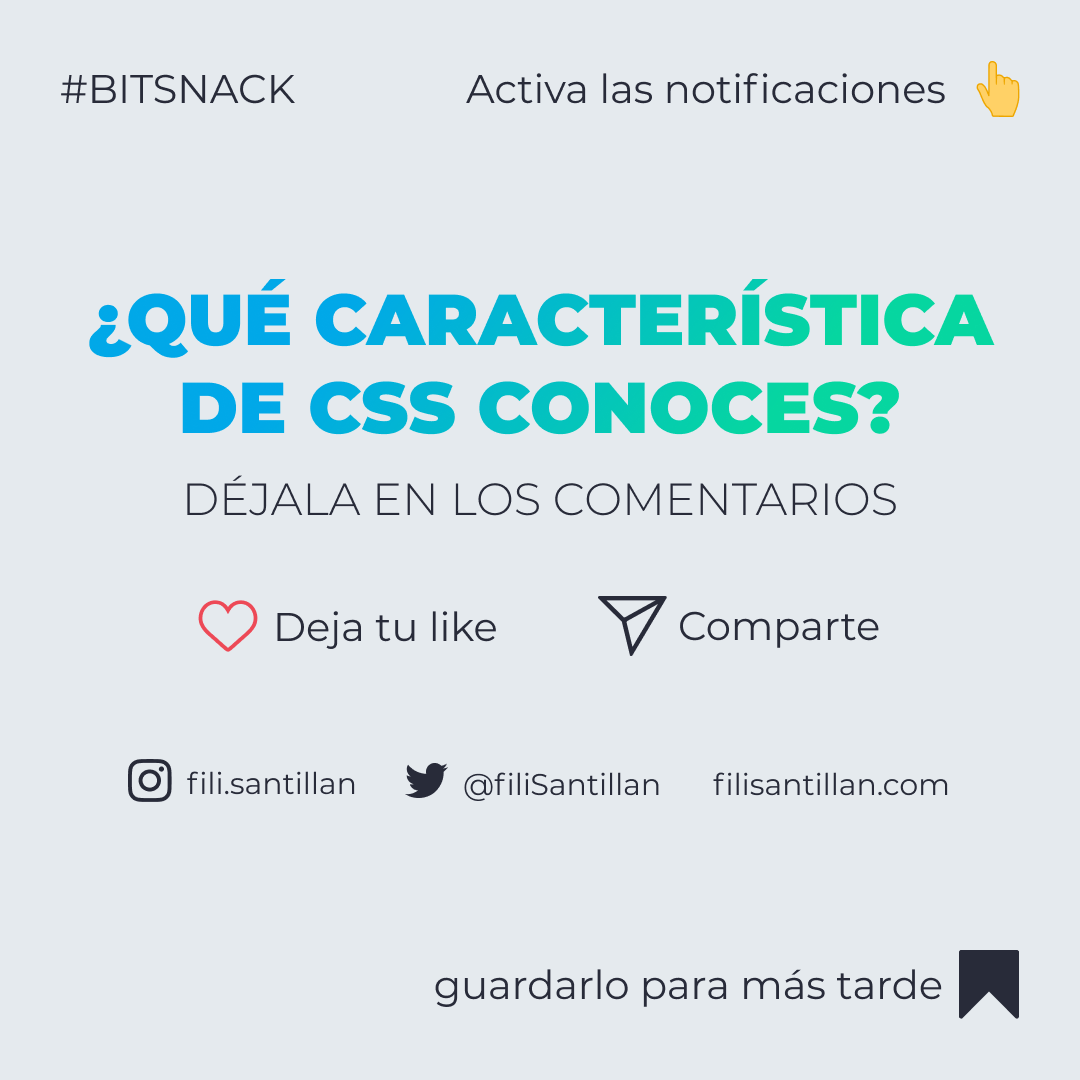 #BITSNACK
Activa las notificaciones
¿QUÉ CARACTERÍSTICA
DE CSS CONOCES?
DÉJALA EN LOS COMENTARIOS
Deja tu like
Comparte
fili.santillan
@filiSantillan
filisantillan.com
guardarlo para más tarde